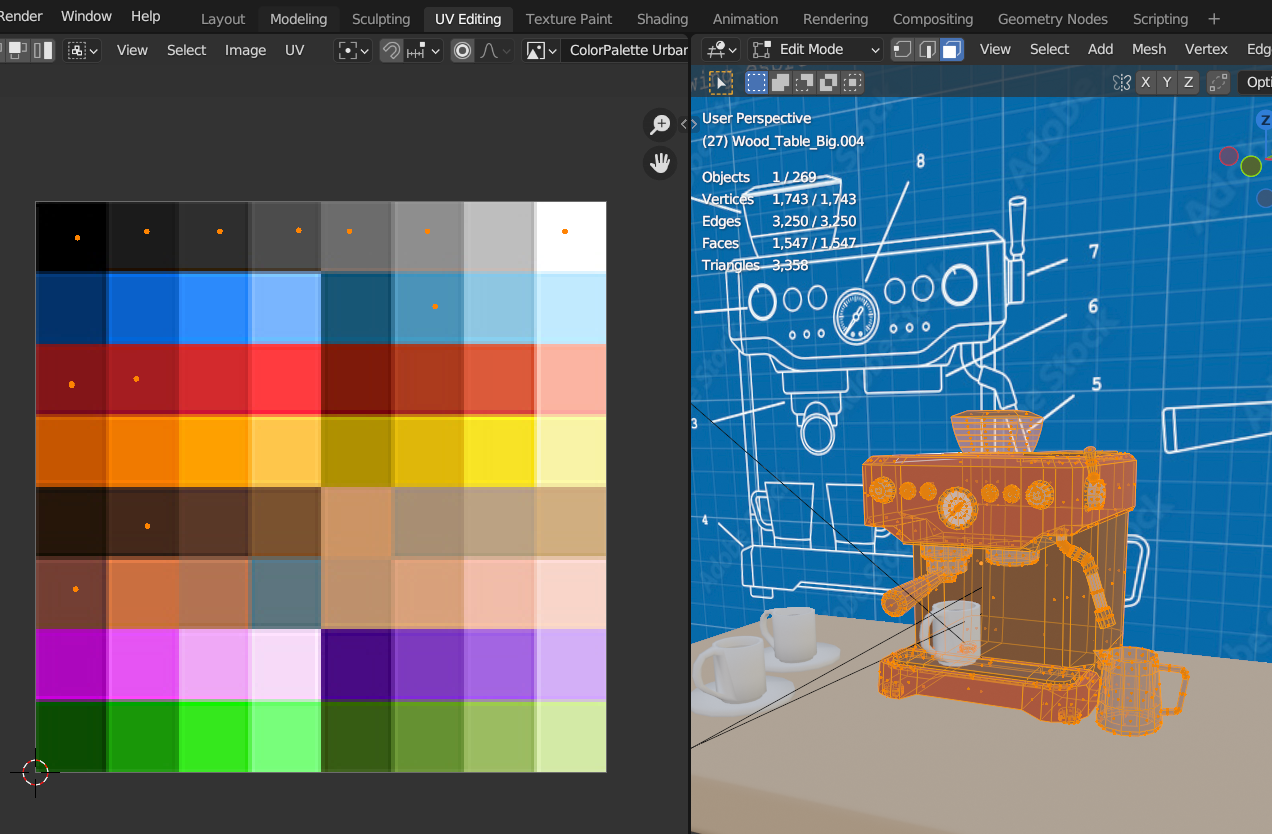 Render Window Help Layout Modeling Sculpting UV Editing Texture Paint Shading Animation Rendering Compositing Geometry Nodes Scripting +
View Select Image UV ColorPalette Urban
Edit Mode View Select Add Mesh Vertex Edg
X Y Z Opti
User Perspective
(27) Wood_Table_Big.004
Objects 1 / 269
Vertices 1,743 / 1,743
Edges 3,250 / 3,250
Faces 1,547 / 1,547
Triangles 3,358
Z
8
7
6
5
3
4
Adobe Stock